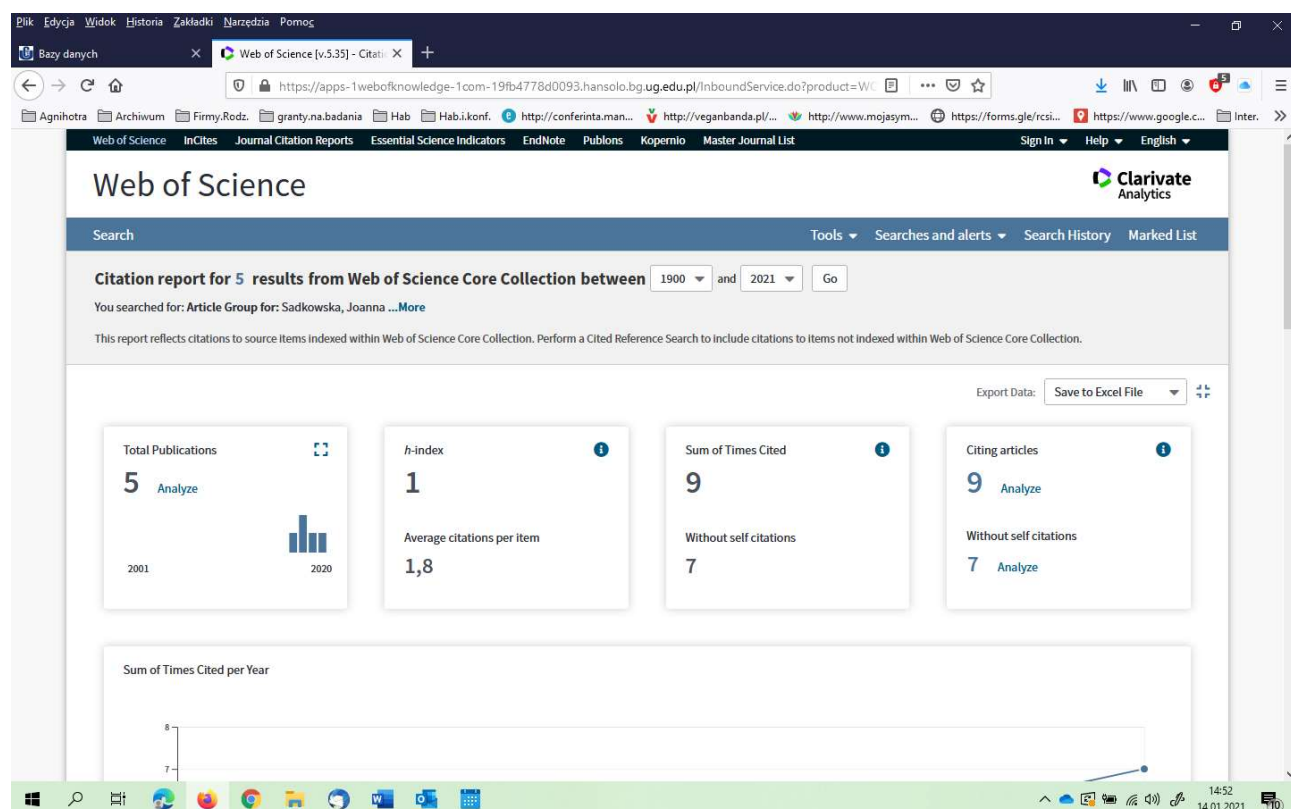 Plik Edycja Widok Historia Zakładki Narzędzia Pomoc
Bazy danych
Web of Science [v.5.35] - Citati
https://apps-1webofknowledge-1com-19fb4778d0093.hansolo.bg.ug.edu.pl/InboundService.do?product=WO
5
Agnihotra Archiwum Firmy.Rodz. granty.na.badania Hab Hab.i.konf. http://conferinta.man... http://veganbanda.pl/... http://www.mojasym... https://forms.gle/rcsi... https://www.google.c... Inter.
Web of Science InCites Journal Citation Reports Essential Science Indicators EndNote Publons Kopernio Master Journal List Sign In Help English
Web of Science
Clarivate
Analytics
Search Tools Searches and alerts Search History Marked List
Citation report for 5 results from Web of Science Core Collection between 1900 and 2021 Go
You searched for: Article Group for: Sadkowska, Joanna ...More
This report reflects citations to source items indexed within Web of Science Core Collection. Perform a Cited Reference Search to include citations to items not indexed within Web of Science Core Collection.
Export Data: Save to Excel File
Total Publications
5 Analyze
2001 2020
h-index
1
Average citations per item
1,8
Sum of Times Cited
9
Without self citations
7
Citing articles
9 Analyze
Without self citations
7 Analyze
Sum of Times Cited per Year
8
7
14:52
14.01.2021